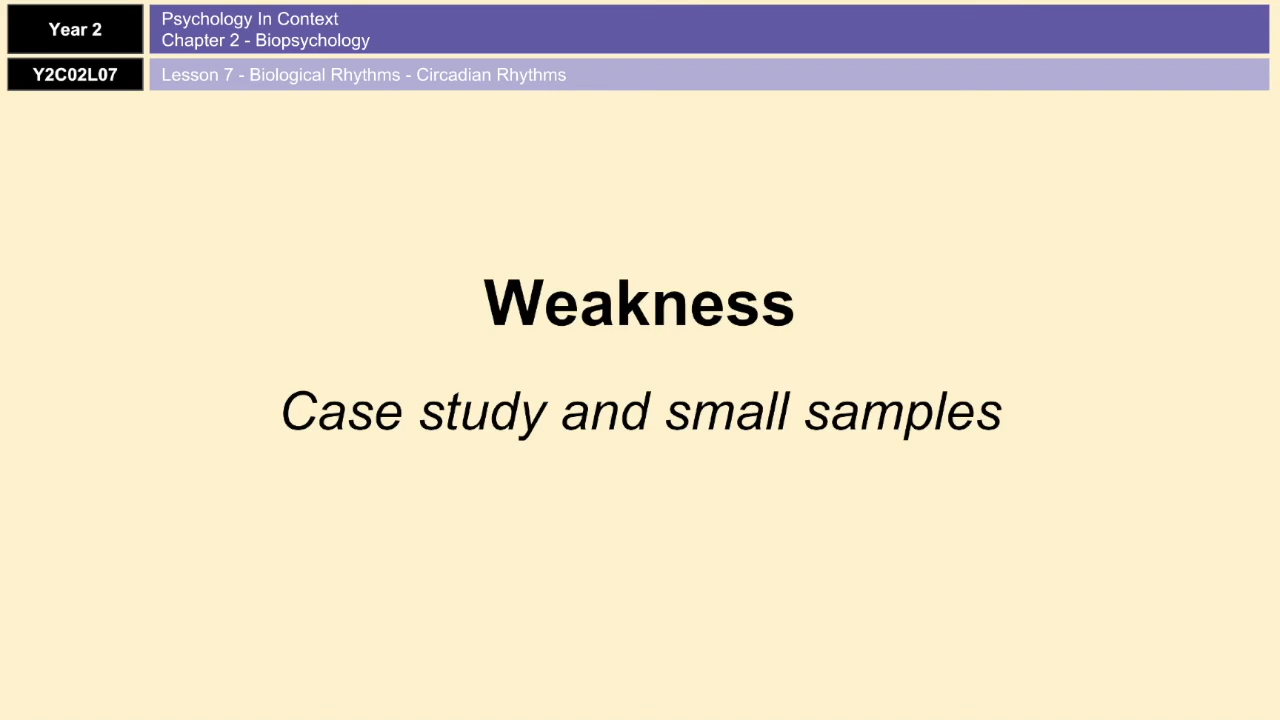 Year 2
Psychology In Context
Chapter 2 - Biopsychology
Y2C02L07
Lesson 7 - Biological Rhythms - Circadian Rhythms
Weakness
Case study and small samples